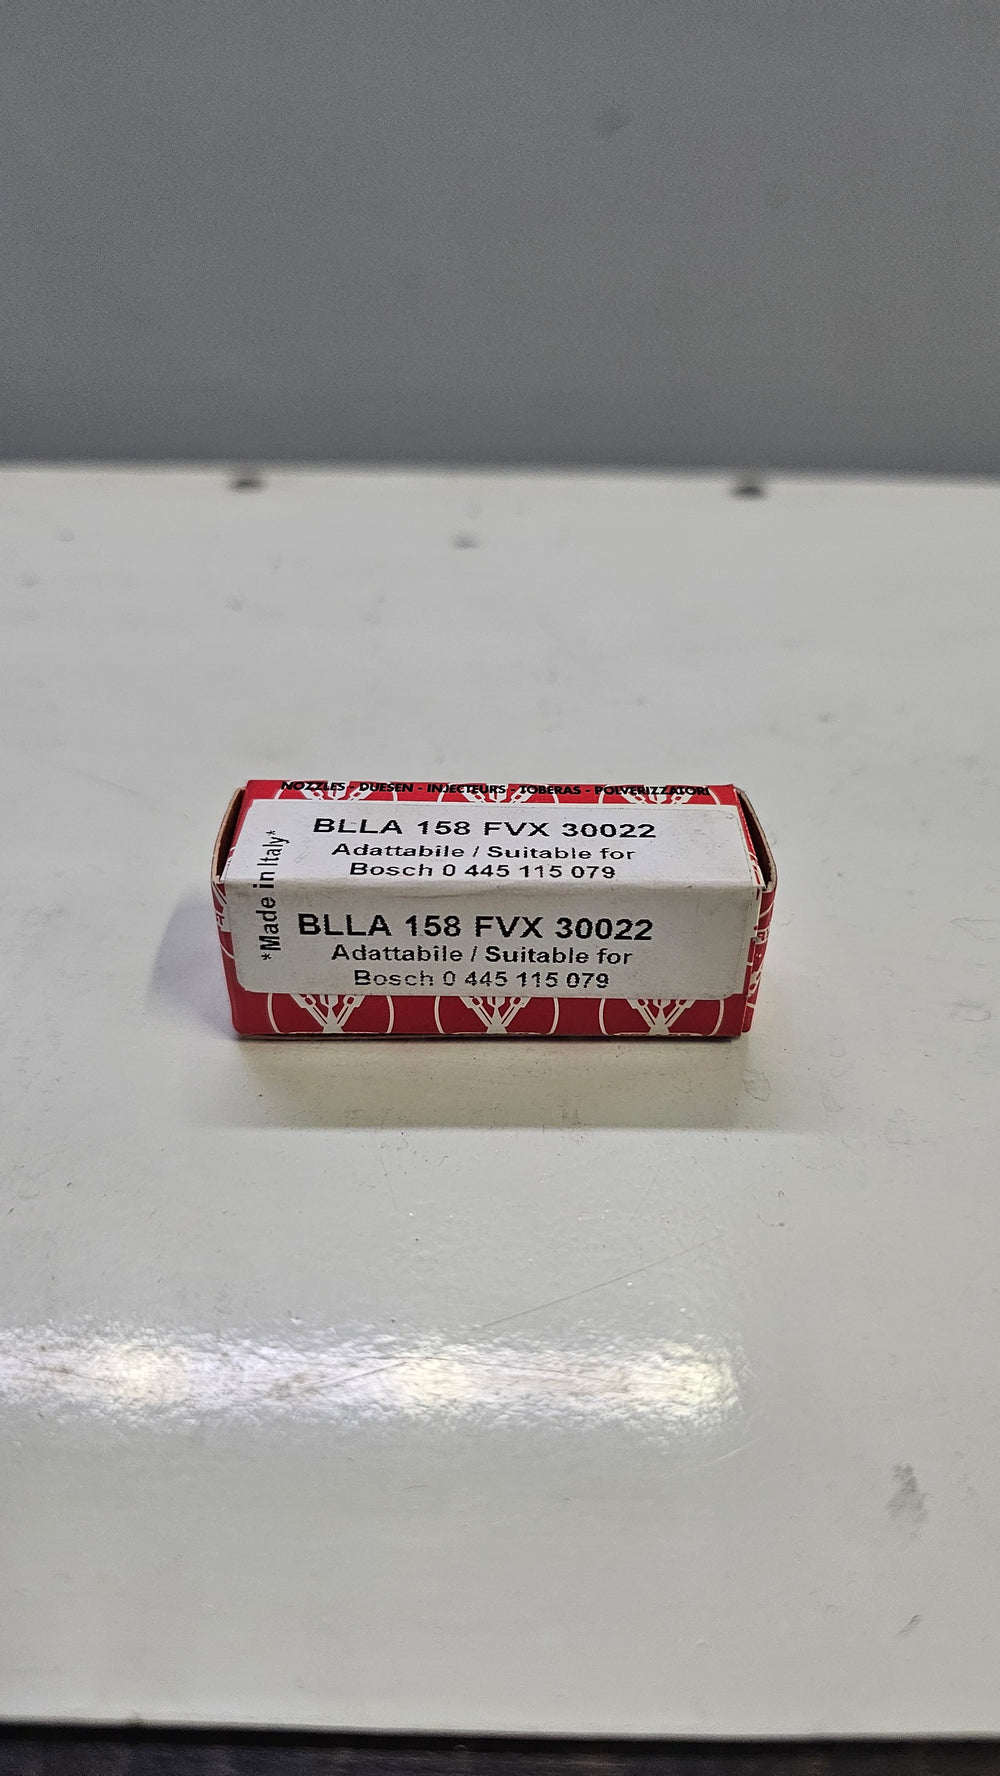 NOZZLES - DUESEN - INJECTEURS - TOBERAS - POLVERIZZATORI
*Made in Italy*
BLLA 158 FVX 30022
Adattabile / Suitable for
Bosch 0 445 115 079
BLLA 158 FVX 30022
Adattabile / Suitable for
Bosch 0 445 115 079